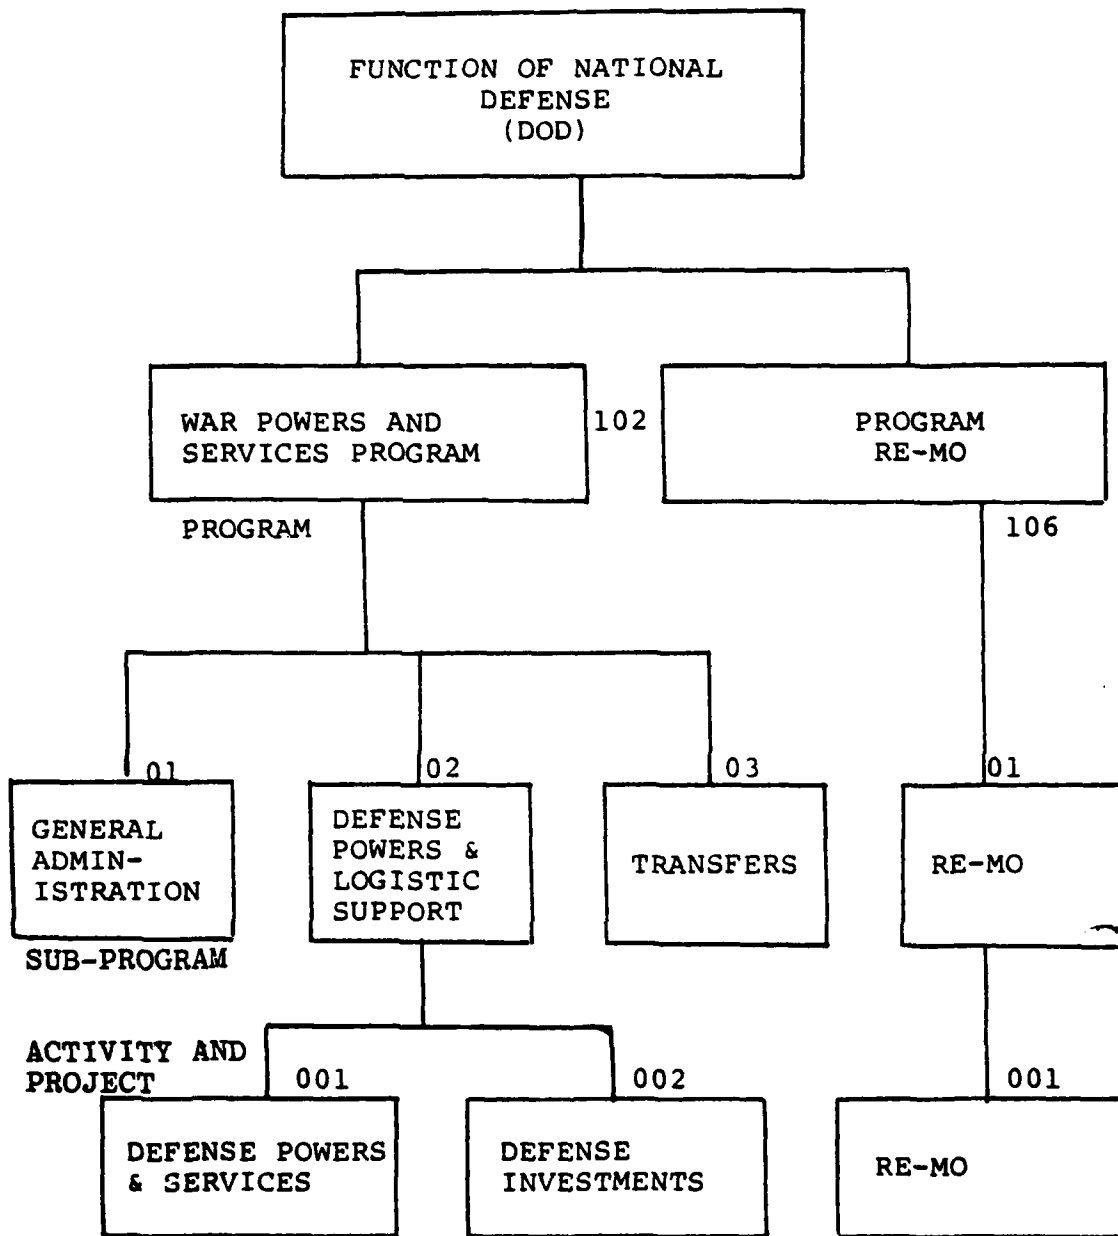 FUNCTION OF NATIONAL
DEFENSE
(DOD)
WAR POWERS AND
SERVICES PROGRAM
102
PROGRAM
RE-MO
PROGRAM
106
01
02
03
01
GENERAL
ADMIN-
ISTRATION
DEFENSE
POWERS &
LOGISTIC
SUPPORT
TRANSFERS
RE-MO
SUB-PROGRAM
ACTIVITY AND
PROJECT
001
002
001
DEFENSE POWERS
& SERVICES
DEFENSE
INVESTMENTS
RE-MO